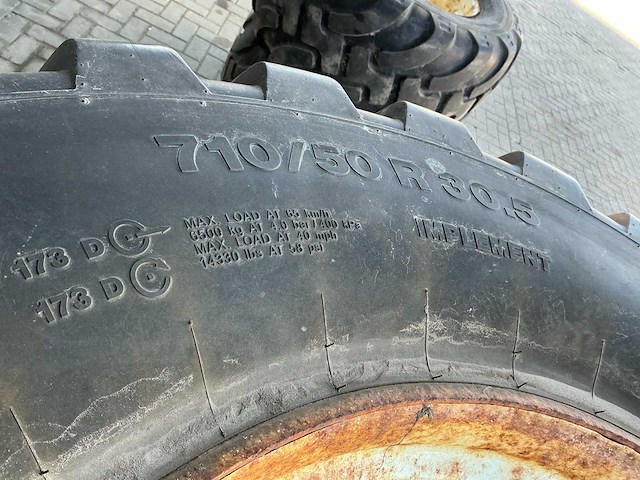 710/50 R 30.5
MAX. LOAD AT 65 km/h
6500 kg AT 4.0 bar/400 kPa
MAX. LOAD AT 40 mph
14330 lbs AT 58 psi
IMPLEMENT
173 D
173 D B